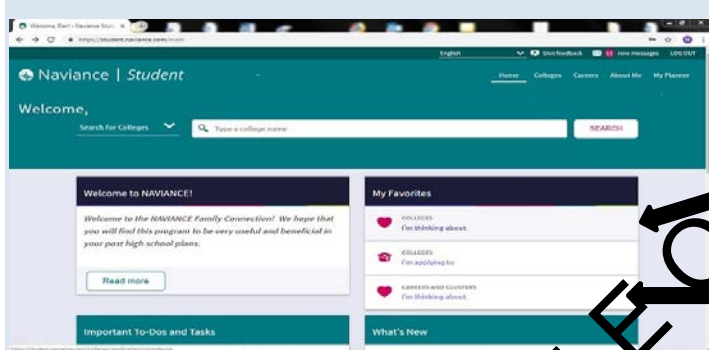 Welcome,
https://student.naviance.com/main
English
Give Feedback
new messages
LOG OUT
Naviance | Student
Home
Colleges
Careers
About Me
My Planner
Welcome,
Search for Colleges
Type a college name
SEARCH
Welcome to NAVIANCE!
Welcome to the NAVIANCE Family Connection! We hope that
you will find this program to be very useful and beneficial in
your post high school plans.
Read more
My Favorites
COLLEGES
I'm thinking about
COLLEGES
I'm applying to
CAREERS AND CLUSTERS
I'm thinking about
Important To-Dos and Tasks
What's New